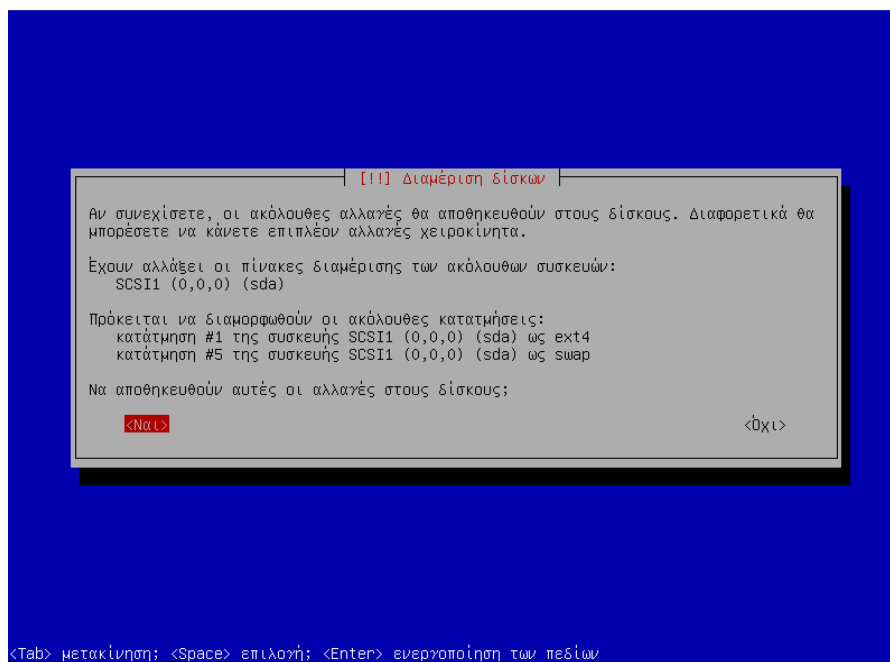 [!!] Διαμέριση δίσκων
Αν συνεχίσετε, οι ακόλουθες αλλαγές θα αποθηκευθούν στους δίσκους. Διαφορετικά θα
μπορέσετε να κάνετε επιπλέον αλλαγές χειροκίνητα.
Έχουν αλλάξει οι πίνακες διαμέρισης των ακόλουθων συσκευών:
SCSI1 (0,0,0) (sda)
Πρόκειται να διαμορφωθούν οι ακόλουθες κατατμήσεις:
κατάτμηση #1 της συσκευής SCSI1 (0,0,0) (sda) ως ext4
κατάτμηση #5 της συσκευής SCSI1 (0,0,0) (sda) ως swap
Να αποθηκευθούν αυτές οι αλλαγές στους δίσκους;
<Ναι> <Όχι>
<Tab> μετακίνηση; <Space> επιλογή; <Enter> ενεργοποίηση των πεδίων